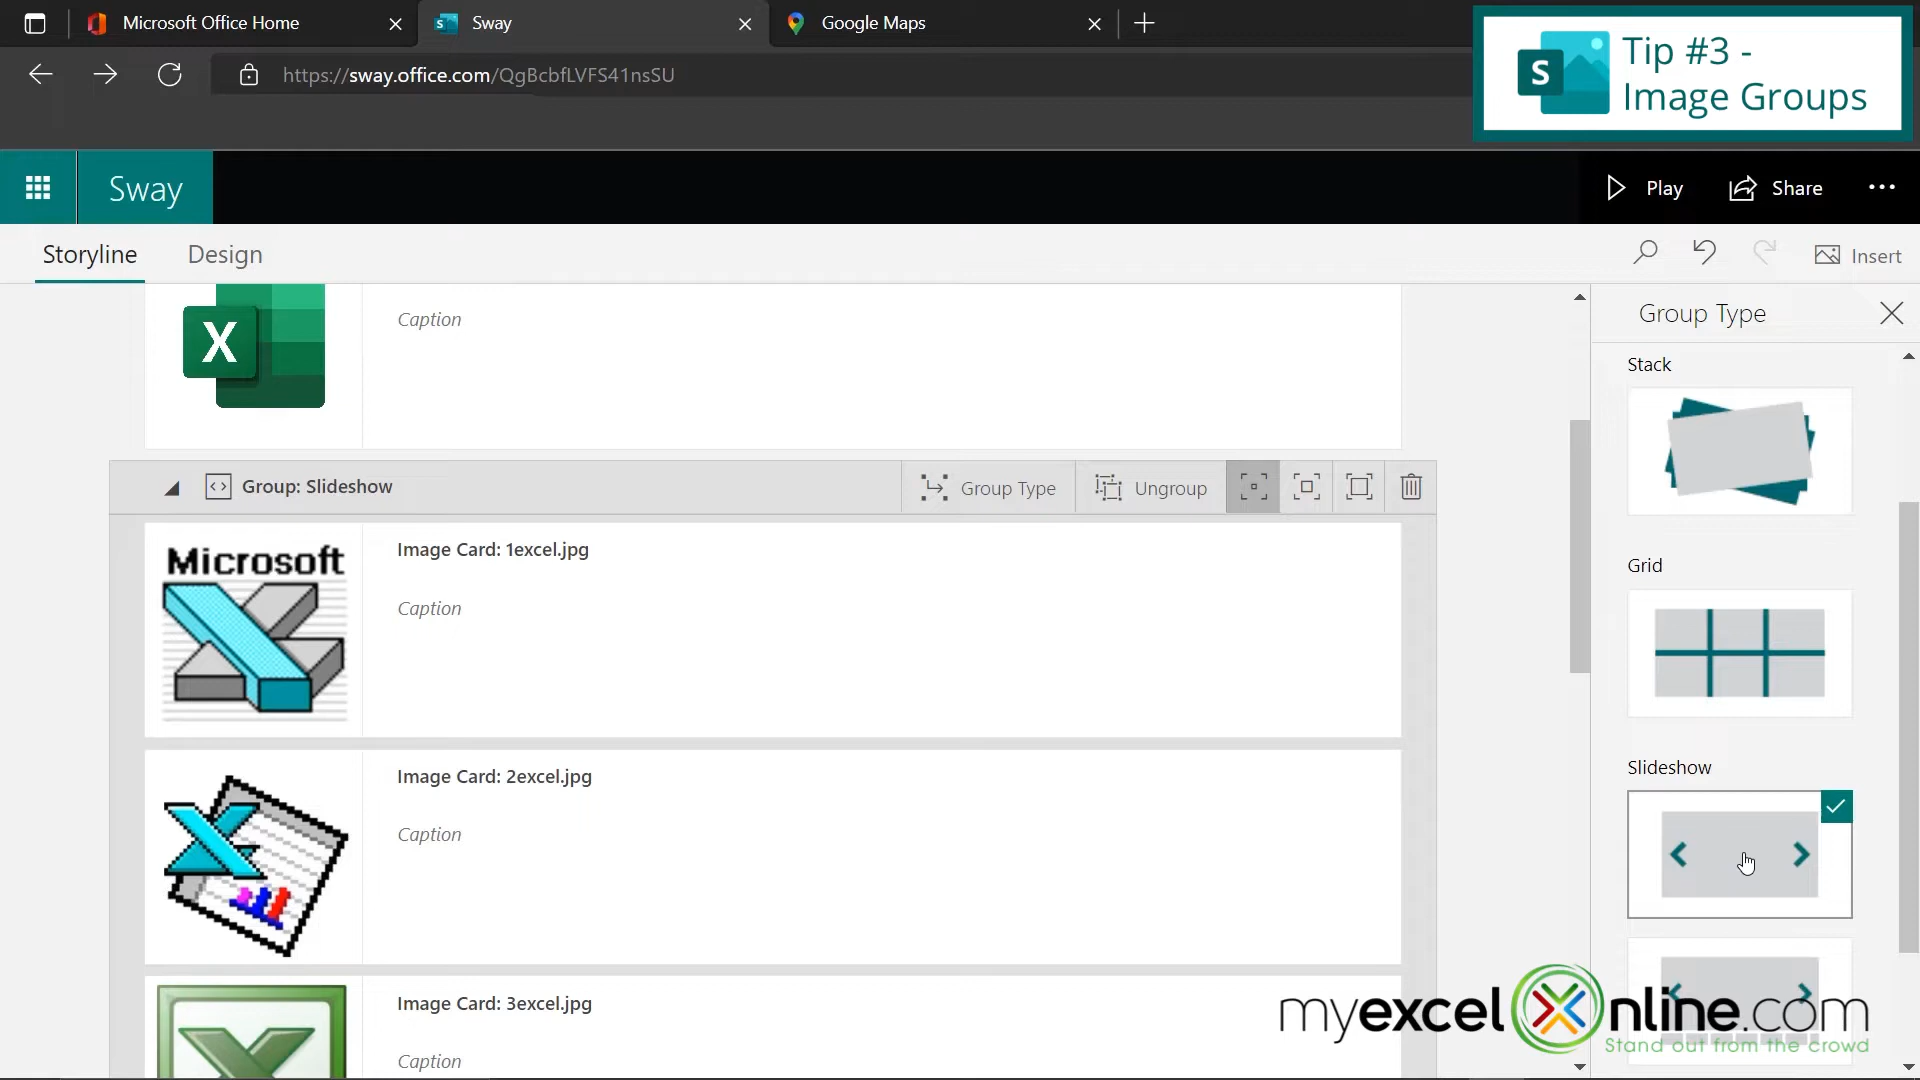 Microsoft Office Home
Sway
Google Maps
https://sway.office.com/QgBcbfLVFS41nsSU
S
Tip #3 -
Image Groups
Sway
Play
Share
Storyline
Design
Insert
X
Caption
Group Type
Stack
Group: Slideshow
Group Type
Ungroup
Microsoft
Image Card: 1excel.jpg
Caption
Grid
Image Card: 2excel.jpg
Caption
Slideshow
Image Card: 3excel.jpg
Caption
myexcelOnline.com
Stand out from the crowd